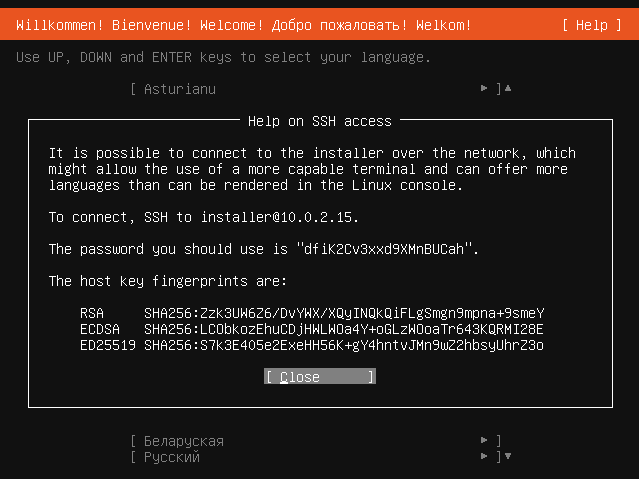 Willkommen! Bienvenue! Welcome! Добро пожаловать! Welkom! [ Help ]
Use UP, DOWN and ENTER keys to select your language.
[ Asturianu ▸ ]▴
Help on SSH access
It is possible to connect to the installer over the network, which
might allow the use of a more capable terminal and can offer more
languages than can be rendered in the Linux console.
To connect, SSH to installer@10.0.2.15.
The password you should use is "dfiK2Cv3xxd9XMnBUCah".
The host key fingerprints are:
RSA SHA256:Zzk3UW6Z6/DvYWX/XQyINQkQiFLgSmgn9mpna+9smeY
ECDSA SHA256:LCObkozEhuCDjHWLWOa4Y+oGLzWOoaTr643KQRMI28E
ED25519 SHA256:S7k3E405e2ExeHH56K+gY4hntvJMn9wZ2hbsyUhrZ3o
[ Close ]
[ Беларуская ▸ ]
[ Русский ▸ ]▾